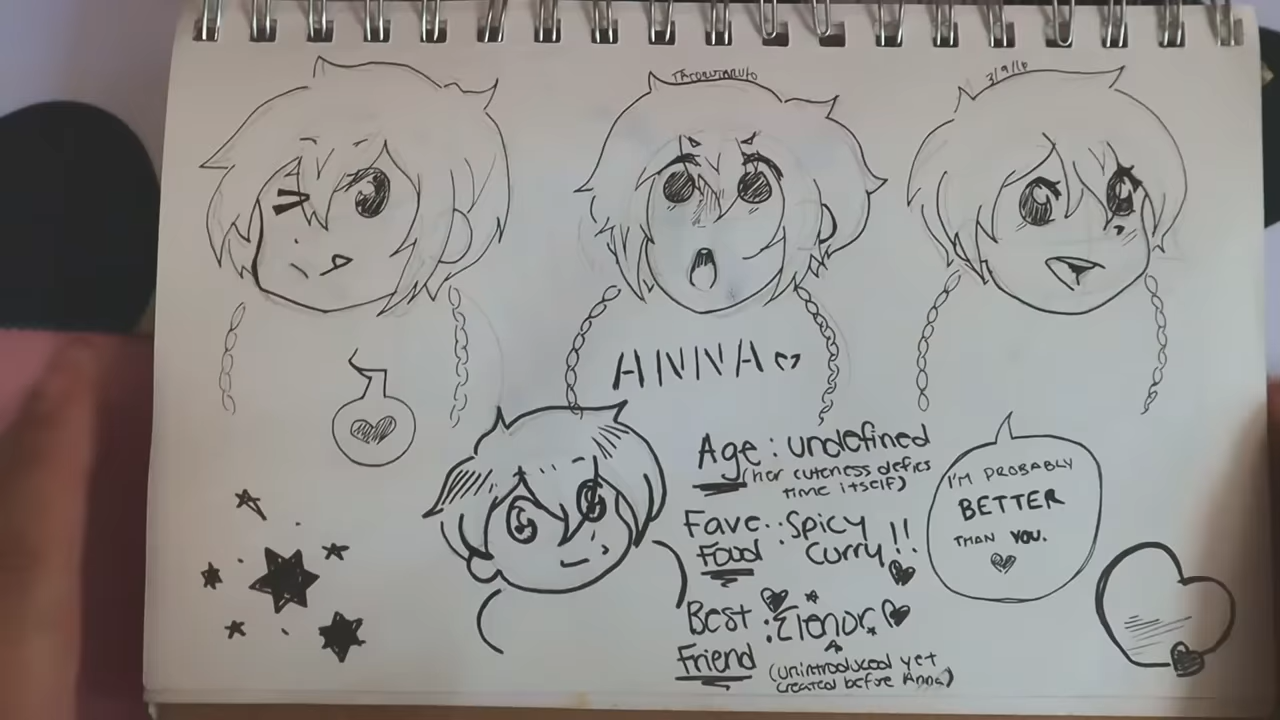 3/9/16
ANNA
Age: undefined
(her cuteness defies
time itself)
Fave Food: Spicy
Curry!!
Best Friend: Elenor
(unintroduced yet
created before Anna)
I'M PROBABLY
BETTER
THAN YOU.